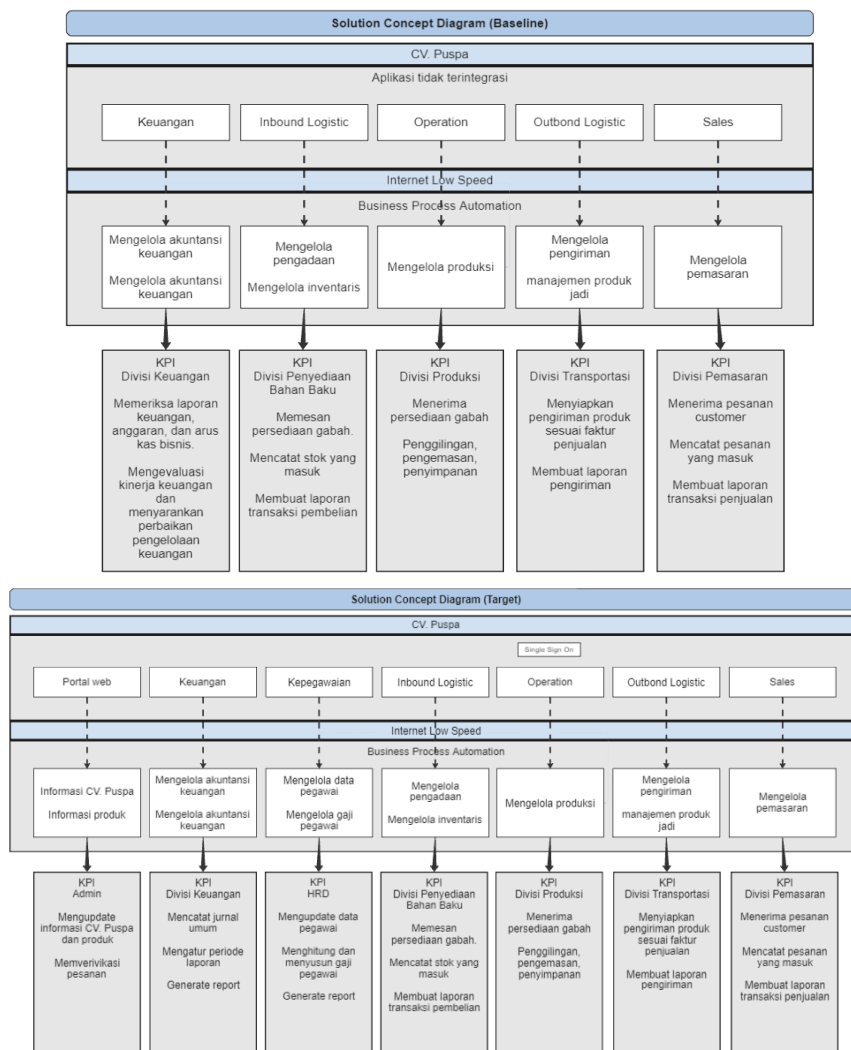 Solution Concept Diagram (Baseline)
CV. Puspa
Aplikasi tidak terintegrasi
Keuangan
Inbound Logistic
Operation
Outbond Logistic
Sales
Internet Low Speed
Business Process Automation
Mengelola akuntansi
keuangan
Mengelola akuntansi
keuangan
Mengelola
pengadaan
Mengelola inventaris
Mengelola produksi
Mengelola
pengiriman
manajemen produk
jadi
Mengelola
pemasaran
KPI
Divisi Keuangan
Memeriksa laporan
keuangan,
anggaran, dan arus
kas bisnis.
Mengevaluasi
kinerja keuangan
dan
menyarankan
perbaikan
pengelolaan
keuangan
KPI
Divisi Penyediaan
Bahan Baku
Memesan
persediaan gabah.
Mencatat stok yang
masuk
Membuat laporan
transaksi pembelian
KPI
Divisi Produksi
Menerima
persediaan gabah
Penggilingan,
pengemasan,
penyimpanan
KPI
Divisi Transportasi
Menyiapkan
pengiriman produk
sesuai faktur
penjualan
Membuat laporan
pengiriman
KPI
Divisi Pemasaran
Menerima pesanan
customer
Mencatat pesanan
yang masuk
Membuat laporan
transaksi penjualan
Solution Concept Diagram (Target)
CV. Puspa
Single Sign On
Portal web
Keuangan
Kepegawaian
Inbound Logistic
Operation
Outbond Logistic
Sales
Internet Low Speed
Business Process Automation
Informasi CV. Puspa
Informasi produk
Mengelola akuntansi
keuangan
Mengelola akuntansi
keuangan
Mengelola data
pegawai
Mengelola gaji
pegawai
Mengelola
pengadaan
Mengelola inventaris
Mengelola produksi
Mengelola
pengiriman
manajemen produk
jadi
Mengelola
pemasaran
KPI
Admin
Mengupdate
informasi CV. Puspa
dan produk
Memverivikasi
pesanan
KPI
Divisi Keuangan
Mencatat jurnal
umum
Mengatur periode
laporan
Generate report
KPI
HRD
Mengupdate data
pegawai
Menghitung dan
menyusun gaji
pegawai
Generate report
KPI
Divisi Penyediaan
Bahan Baku
Memesan
persediaan gabah.
Mencatat stok yang
masuk
Membuat laporan
transaksi pembelian
KPI
Divisi Produksi
Menerima
persediaan gabah
Penggilingan,
pengemasan,
penyimpanan
KPI
Divisi Transportasi
Menyiapkan
pengiriman produk
sesuai faktur
penjualan
Membuat laporan
pengiriman
KPI
Divisi Pemasaran
Menerima pesanan
customer
Mencatat pesanan
yang masuk
Membuat laporan
transaksi penjualan